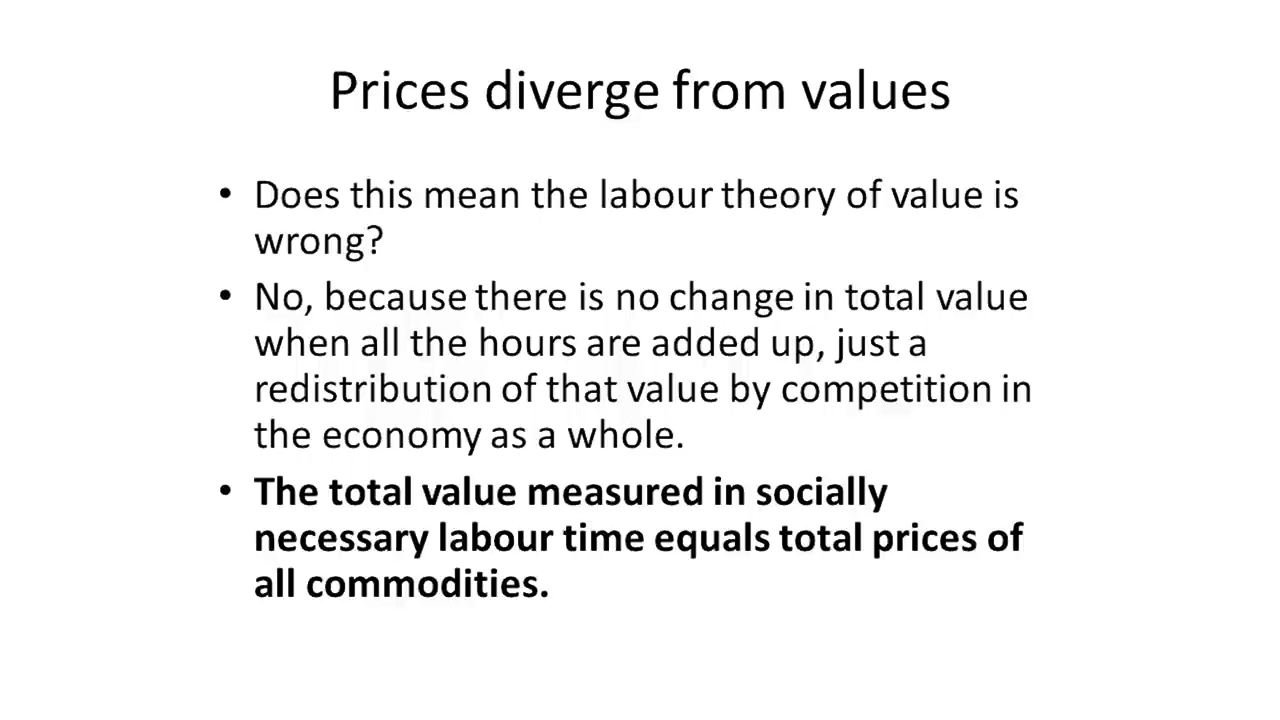 Prices diverge from values
• Does this mean the labour theory of value is
wrong?
• No, because there is no change in total value
when all the hours are added up, just a
redistribution of that value by competition in
the economy as a whole.
• The total value measured in socially
necessary labour time equals total prices of
all commodities.